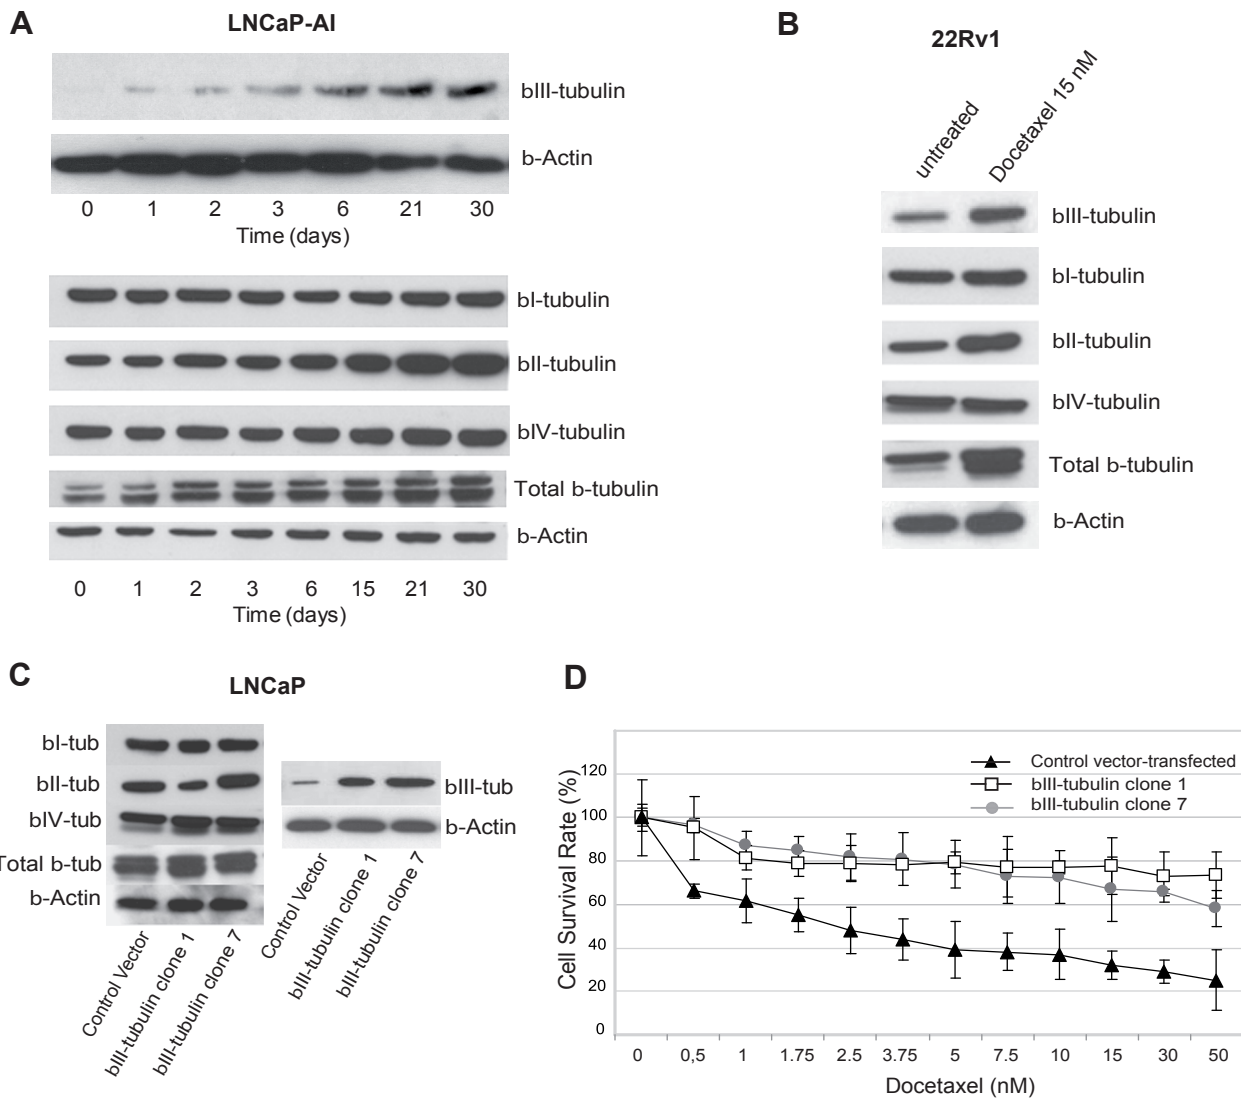 A
LNCaP-AI
bIII-tubulin
b-Actin
0 1 2 3 6 21 30
Time (days)
bI-tubulin
bII-tubulin
bIV-tubulin
Total b-tubulin
b-Actin
0 1 2 3 6 15 21 30
Time (days)
B
22Rv1
untreated
Docetaxel 15 nM
bIII-tubulin
bI-tubulin
bII-tubulin
bIV-tubulin
Total b-tubulin
b-Actin
C
LNCaP
bI-tub
bII-tub
bIV-tub
Total b-tub
b-Actin
Control Vector
bIII-tubulin clone 1
bIII-tubulin clone 7
bIII-tub
b-Actin
Control Vector
bIII-tubulin clone 1
bIII-tubulin clone 7
D
Cell Survival Rate (%)
120
100
80
60
40
20
0
Control vector-transfected
bIII-tubulin clone 1
bIII-tubulin clone 7
0 0,5 1 1.75 2.5 3.75 5 7.5 10 15 30 50
Docetaxel (nM)